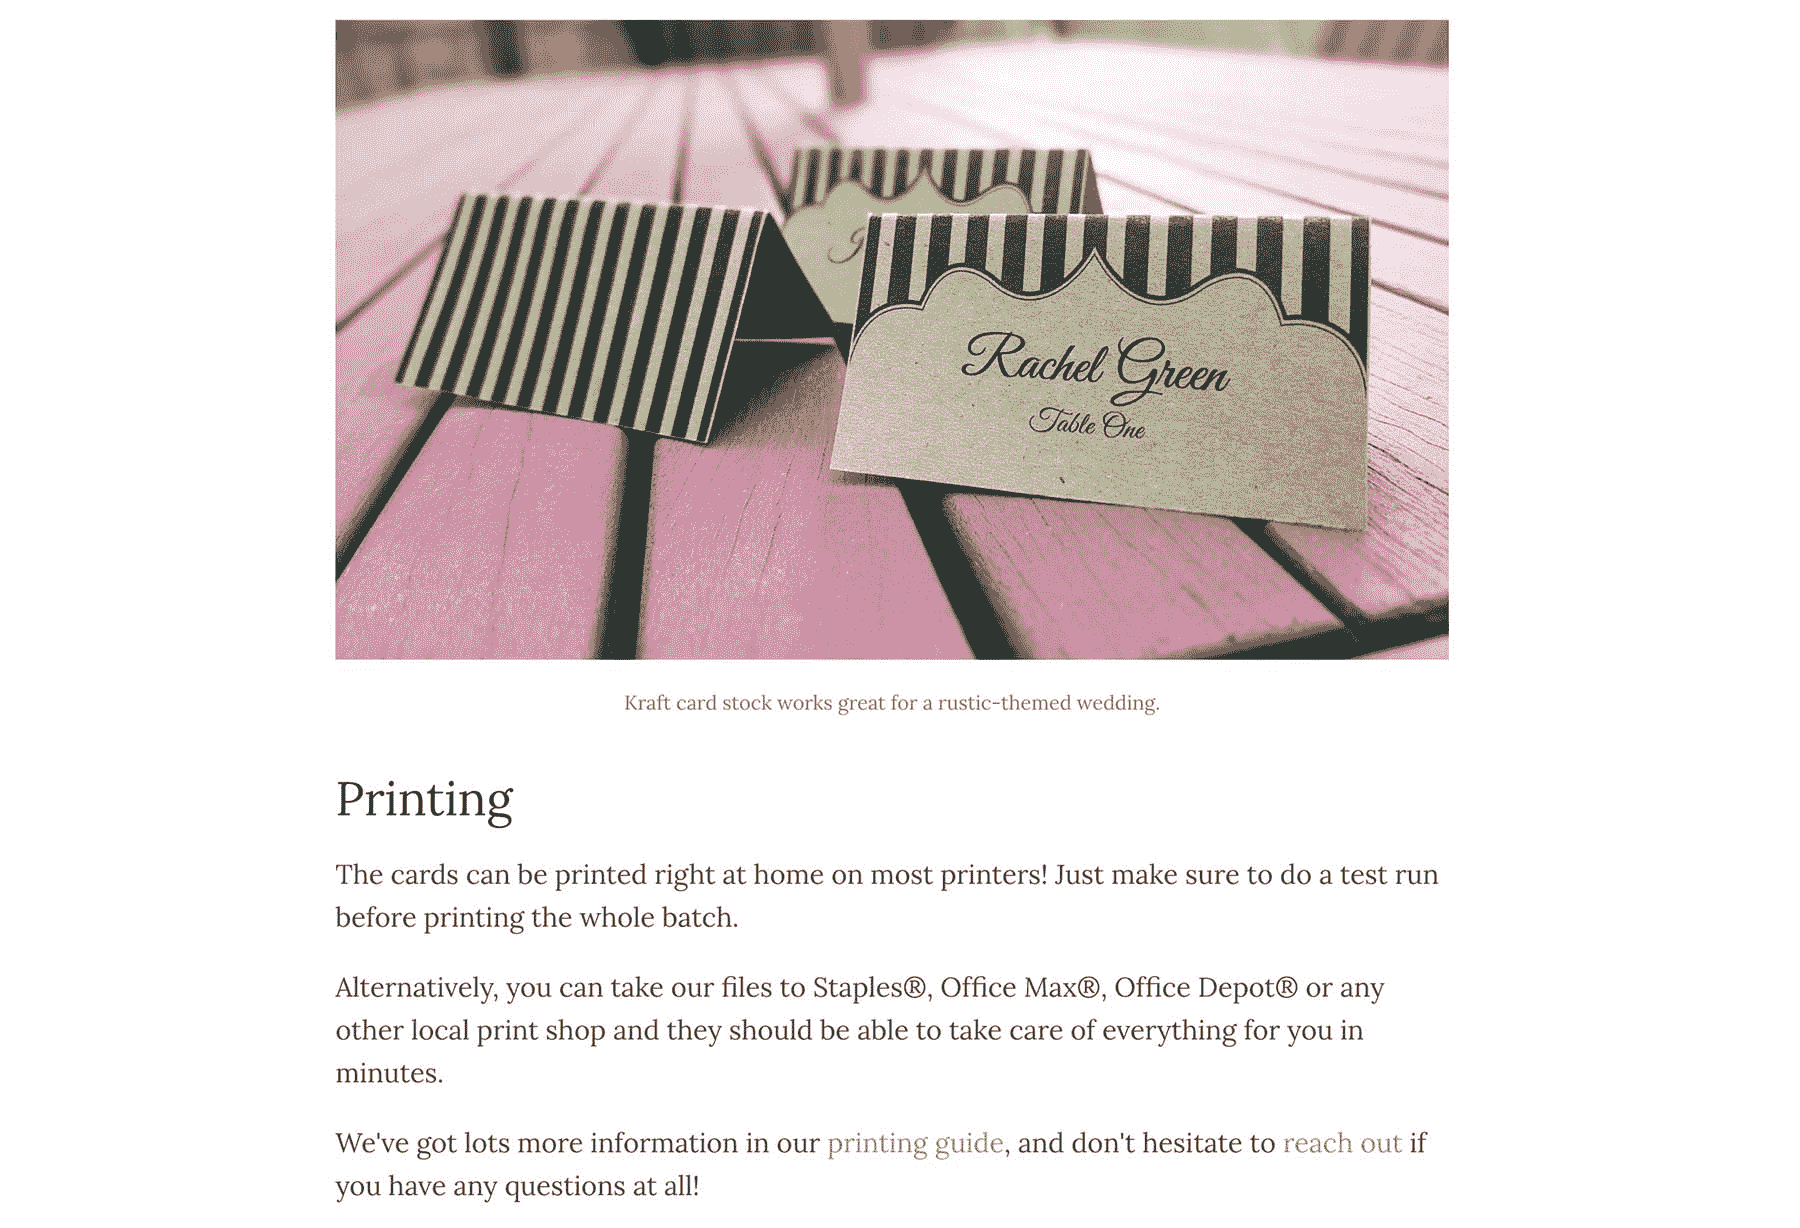 Rachel Green
Table One
Kraft card stock works great for a rustic-themed wedding.
Printing
The cards can be printed right at home on most printers! Just make sure to do a test run
before printing the whole batch.
Alternatively, you can take our files to Staples®, Office Max®, Office Depot® or any
other local print shop and they should be able to take care of everything for you in
minutes.
We've got lots more information in our printing guide, and don't hesitate to reach out if
you have any questions at all!